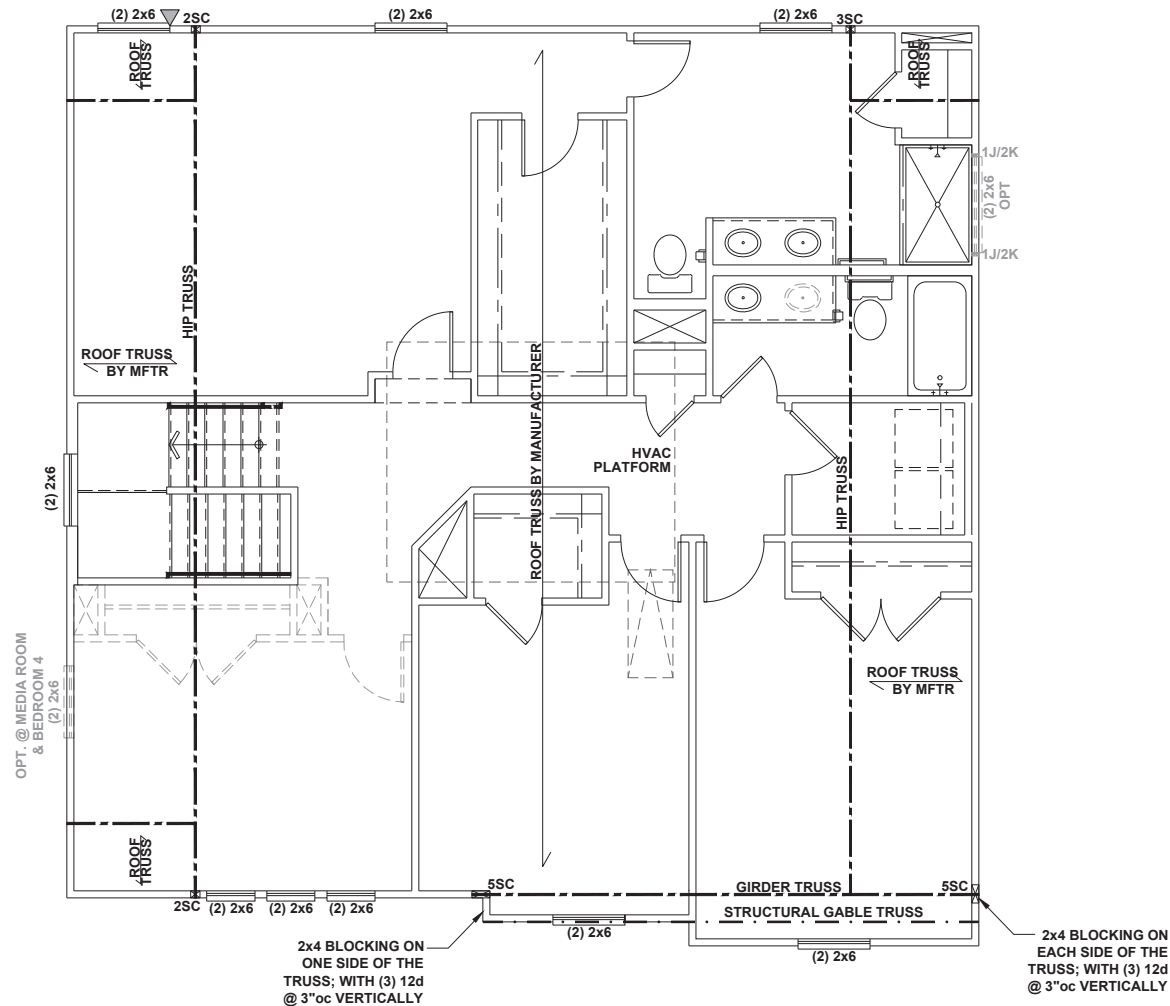 (2) 2x6
2SC
(2) 2x6
(2) 2x6
3SC
ROOF
TRUSS
ROOF
TRUSS
1J/2K
(2) 2x6
OPT
1J/2K
HIP TRUSS
ROOF TRUSS
BY MFTR
ROOF TRUSS BY MANUFACTURER
HVAC
PLATFORM
HIP TRUSS
(2) 2x6
OPT. @ MEDIA ROOM
& BEDROOM 4
(2) 2x6
ROOF TRUSS
BY MFTR
ROOF
TRUSS
2SC
(2) 2x6
(2) 2x6
(2) 2x6
5SC
GIRDER TRUSS
5SC
STRUCTURAL GABLE TRUSS
(2) 2x6
(2) 2x6
2x4 BLOCKING ON
ONE SIDE OF THE
TRUSS; WITH (3) 12d
@ 3"oc VERTICALLY
2x4 BLOCKING ON
EACH SIDE OF THE
TRUSS; WITH (3) 12d
@ 3"oc VERTICALLY